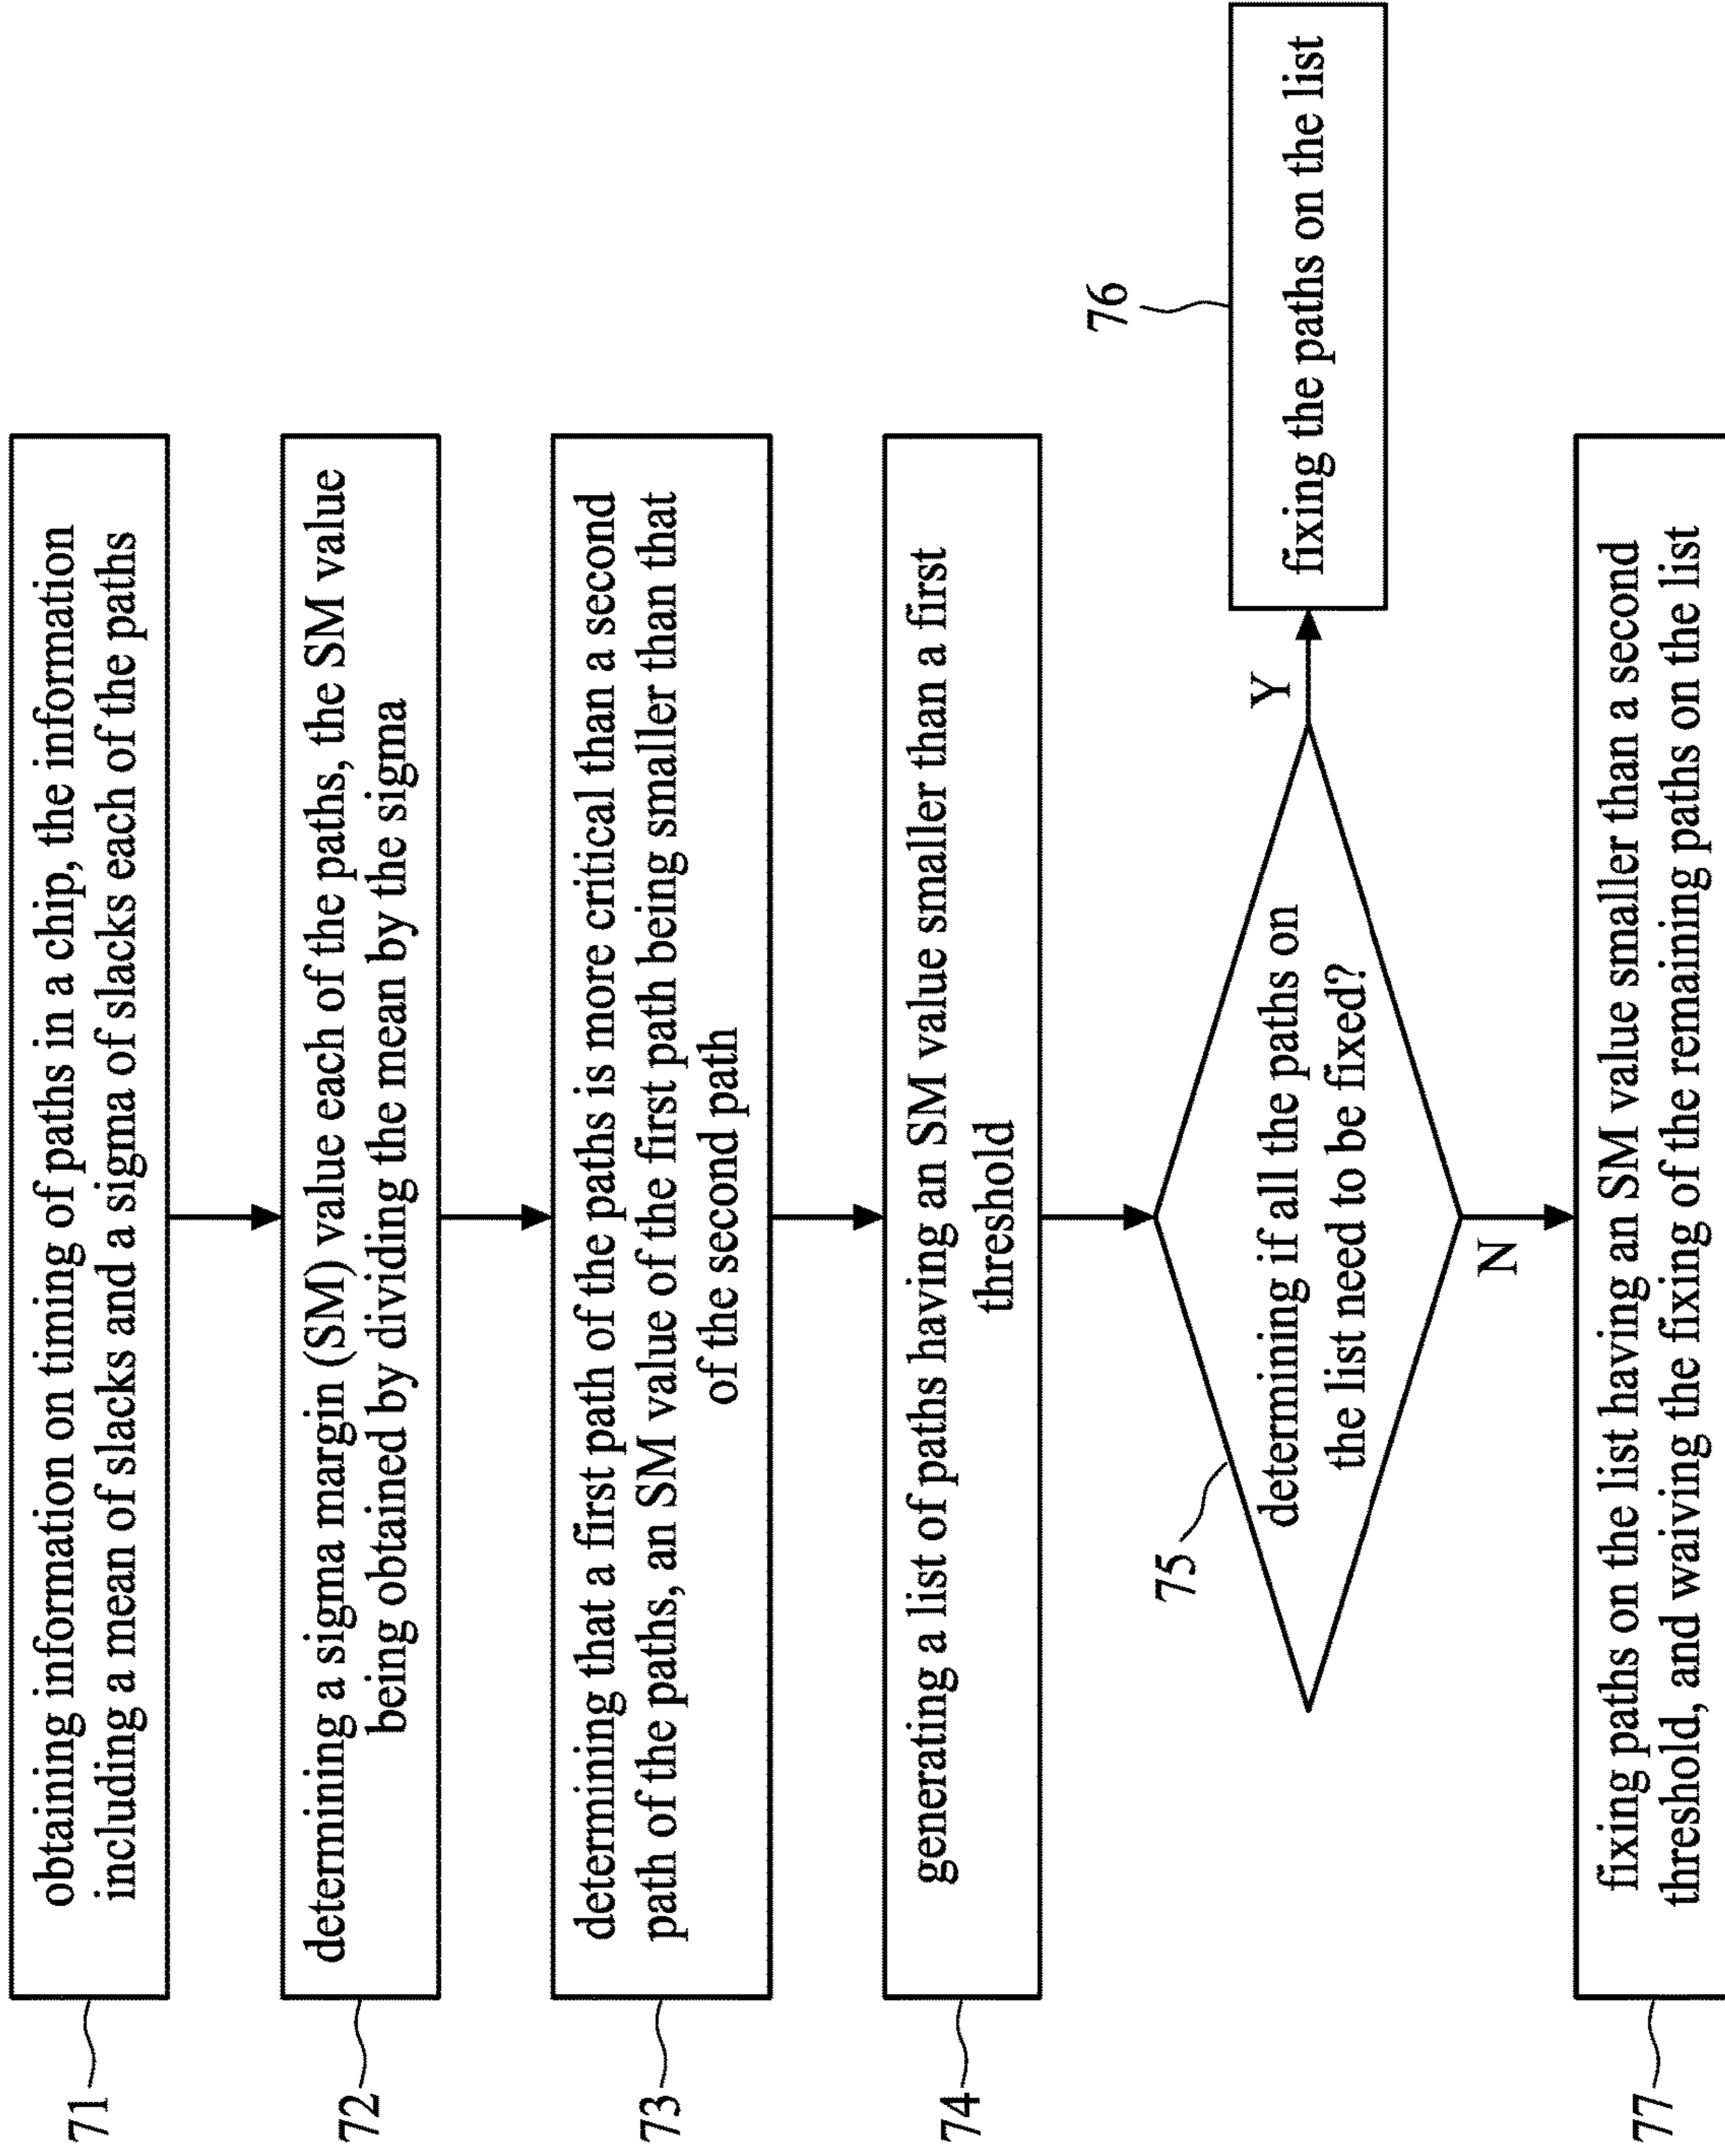 71
obtaining information on timing of paths in a chip, the information
including a mean of slacks and a sigma of slacks each of the paths
72
determining a sigma margin (SM) value each of the paths, the SM value
being obtained by dividing the mean by the sigma
73
determining that a first path of the paths is more critical than a second
path of the paths, an SM value of the first path being smaller than that
of the second path
74
generating a list of paths having an SM value smaller than a first
threshold
75
determining if all the paths on
the list need to be fixed?
Y
76
fixing the paths on the list
N
77
fixing paths on the list having an SM value smaller than a second
threshold, and waiving the fixing of the remaining paths on the list